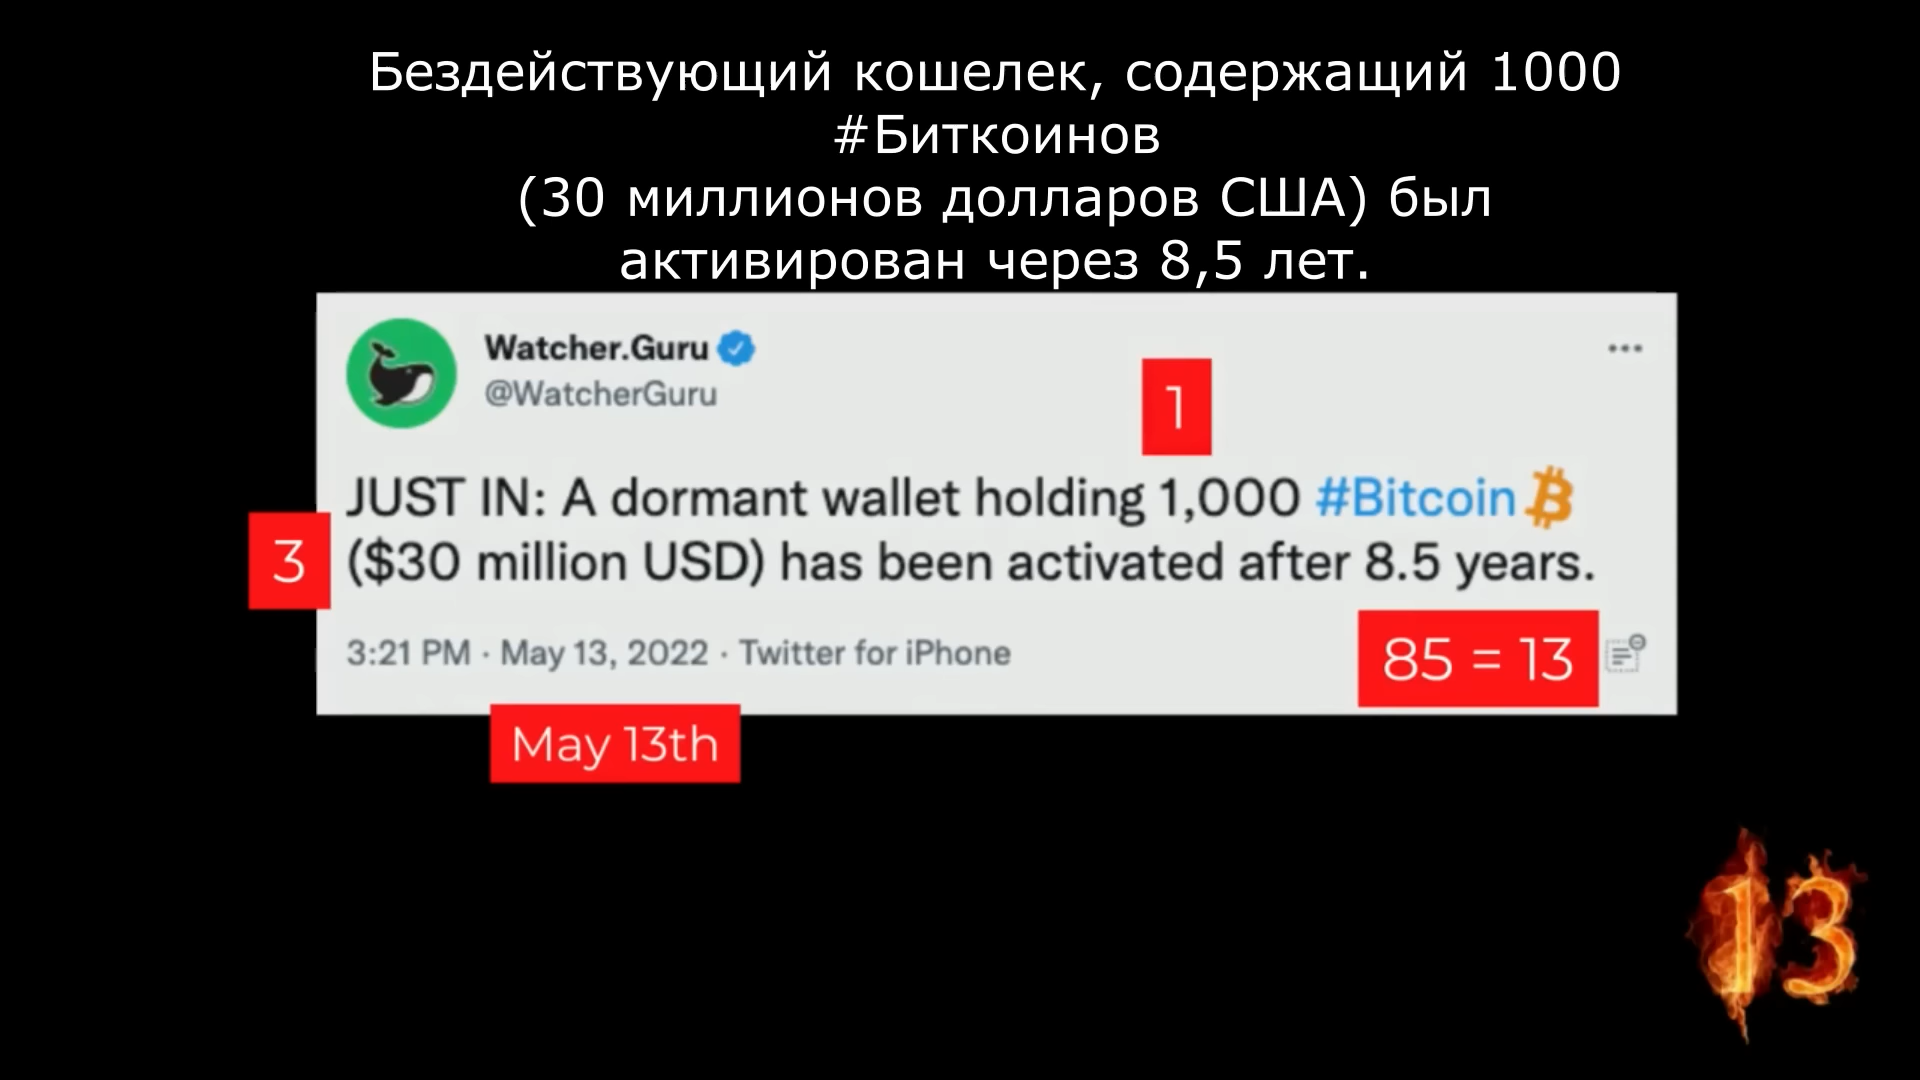 Бездействующий кошелек, содержащий 1000
#Биткоинов
(30 миллионов долларов США) был
активирован через 8,5 лет.
Watcher.Guru
@WatcherGuru
1
JUST IN: A dormant wallet holding 1,000 #Bitcoin
3
($30 million USD) has been activated after 8.5 years.
3:21 PM · May 13, 2022 · Twitter for iPhone
85 = 13
May 13th
13